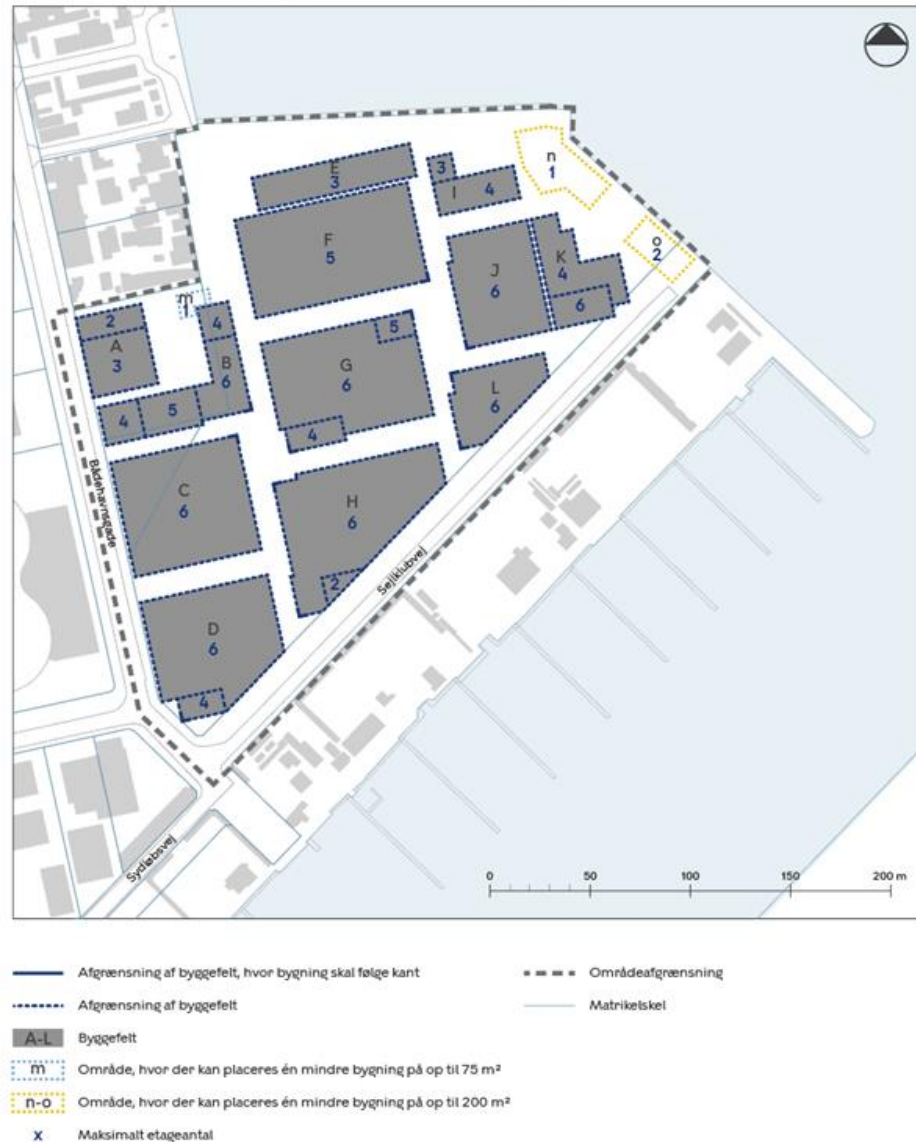 n
1
E
3
3
I
4
o
2
F
5
K
4
J
6
m
1
6
2
4
5
A
3
B
6
G
6
L
6
4
5
4
C
6
H
6
Bådehavnsgade
2
Sejlklubvej
D
6
4
Sydløbsvej
0 50 100 150 200 m
Afgrænsning af byggefelt, hvor bygning skal følge kant
Områdeafgrænsning
Afgrænsning af byggefelt
Matrikelskel
A-L Byggefelt
m Område, hvor der kan placeres én mindre bygning på op til 75 m²
n-o Område, hvor der kan placeres én mindre bygning på op til 200 m²
x Maksimalt etageantal